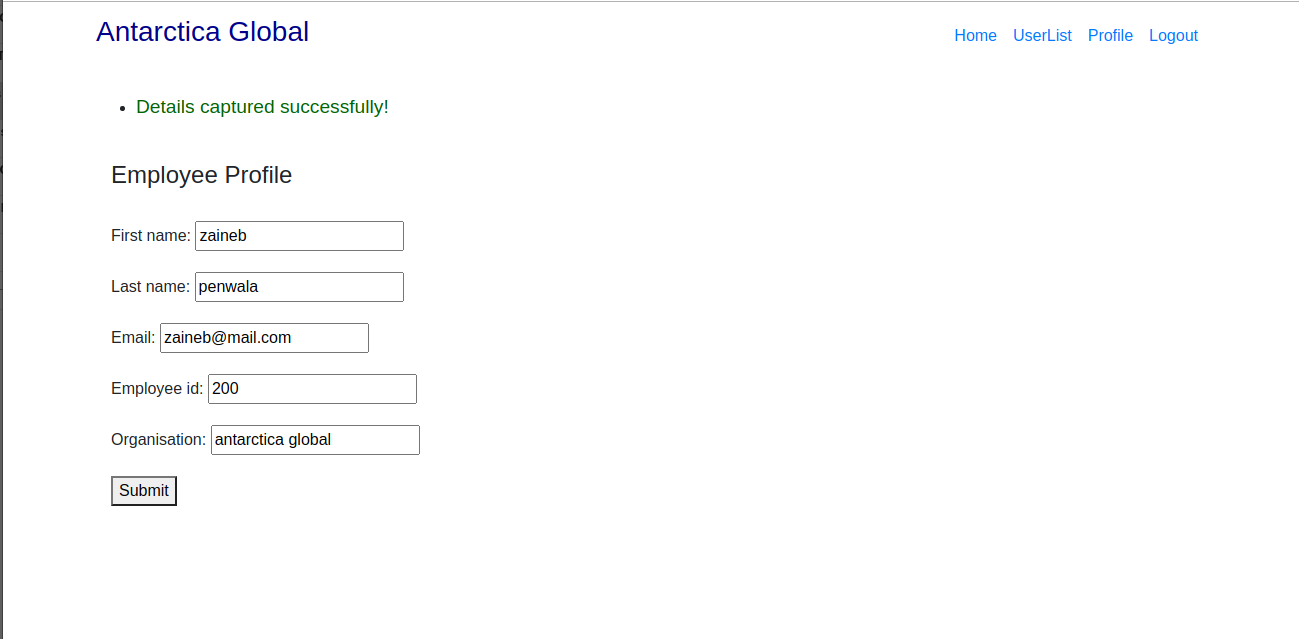 Antarctica Global
Home UserList Profile Logout
Details captured successfully!
Employee Profile
First name: zaineb
Last name: penwala
Email: zaineb@mail.com
Employee id: 200
Organisation: antarctica global
Submit